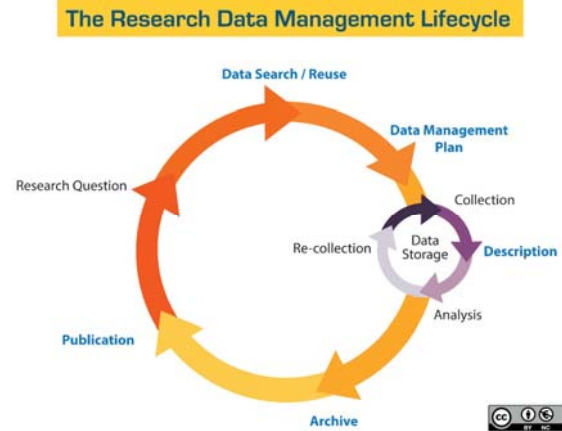 The Research Data Management Lifecycle
Data Search / Reuse
Data Management
Plan
Research Question
Collection
Re-collection
Data
Storage
Description
Analysis
Publication
Archive
cc
BY NC